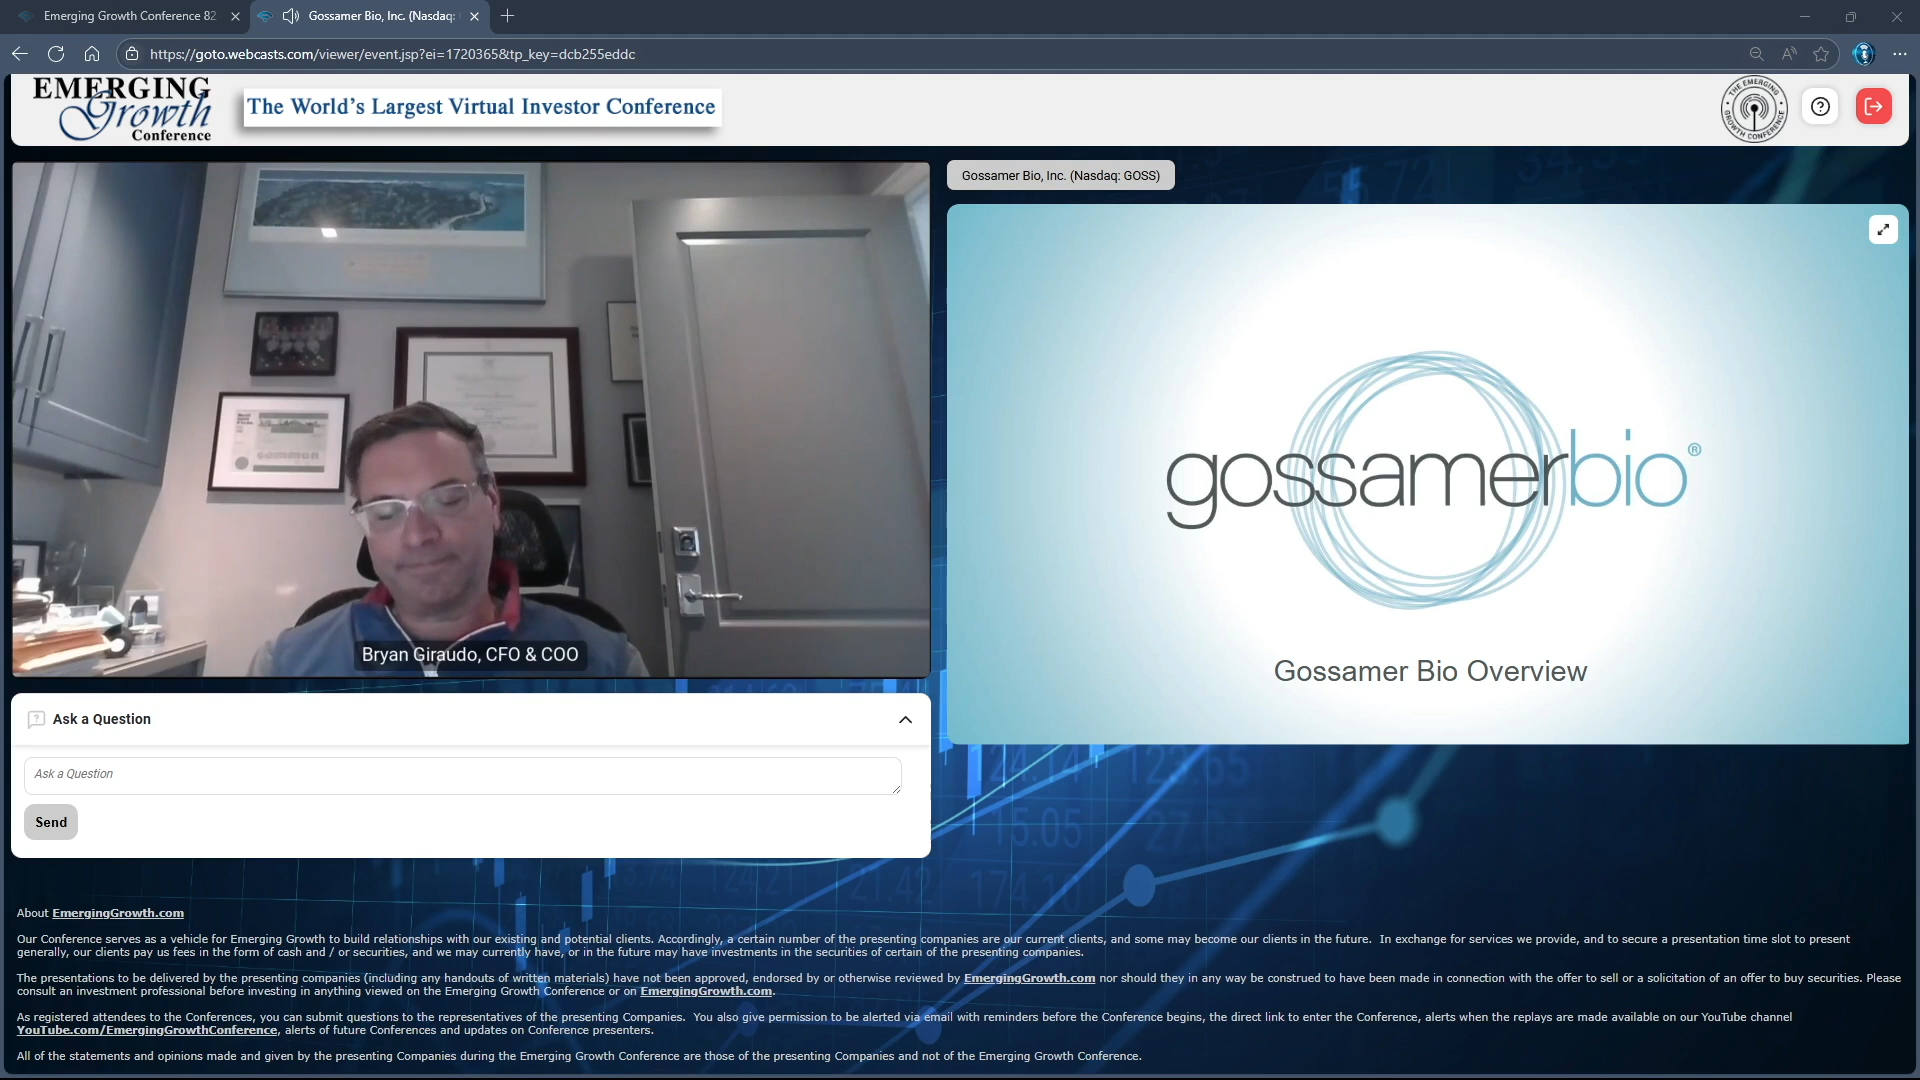 Emerging Growth Conference 82
Gossamer Bio, Inc. (Nasdaq:
https://goto.webcasts.com/viewer/event.jsp?ei=1720365&tp_key=dcb255eddc
EMERGING
Growth
Conference
The World's Largest Virtual Investor Conference
THE EMERGING
GROWTH CONFERENCE
Gossamer Bio, Inc. (Nasdaq: GOSS)
gossamerbio®
Gossamer Bio Overview
Bryan Giraudo, CFO & COO
Ask a Question
Ask a Question
Send
About EmergingGrowth.com
Our Conference serves as a vehicle for Emerging Growth to build relationships with our existing and potential clients. Accordingly, a certain number of the presenting companies are our current clients, and some may become our clients in the future. In exchange for services we provide, and to secure a presentation time slot to present
generally, our clients pay us fees in the form of cash and / or securities, and we may currently have, or in the future may have investments in the securities of certain of the presenting companies.
The presentations to be delivered by the presenting companies (including any handouts of written materials) have not been approved, endorsed by or otherwise reviewed by EmergingGrowth.com nor should they in any way be construed to have been made in connection with the offer to sell or a solicitation of an offer to buy securities. Please
consult an investment professional before investing in anything viewed on the Emerging Growth Conference or on EmergingGrowth.com.
As registered attendees to the Conferences, you can submit questions to the representatives of the presenting Companies. You also give permission to be alerted via email with reminders before the Conference begins, the direct link to enter the Conference, alerts when the replays are made available on our YouTube channel
YouTube.com/EmergingGrowthConference, alerts of future Conferences and updates on Conference presenters.
All of the statements and opinions made and given by the presenting Companies during the Emerging Growth Conference are those of the presenting Companies and not of the Emerging Growth Conference.